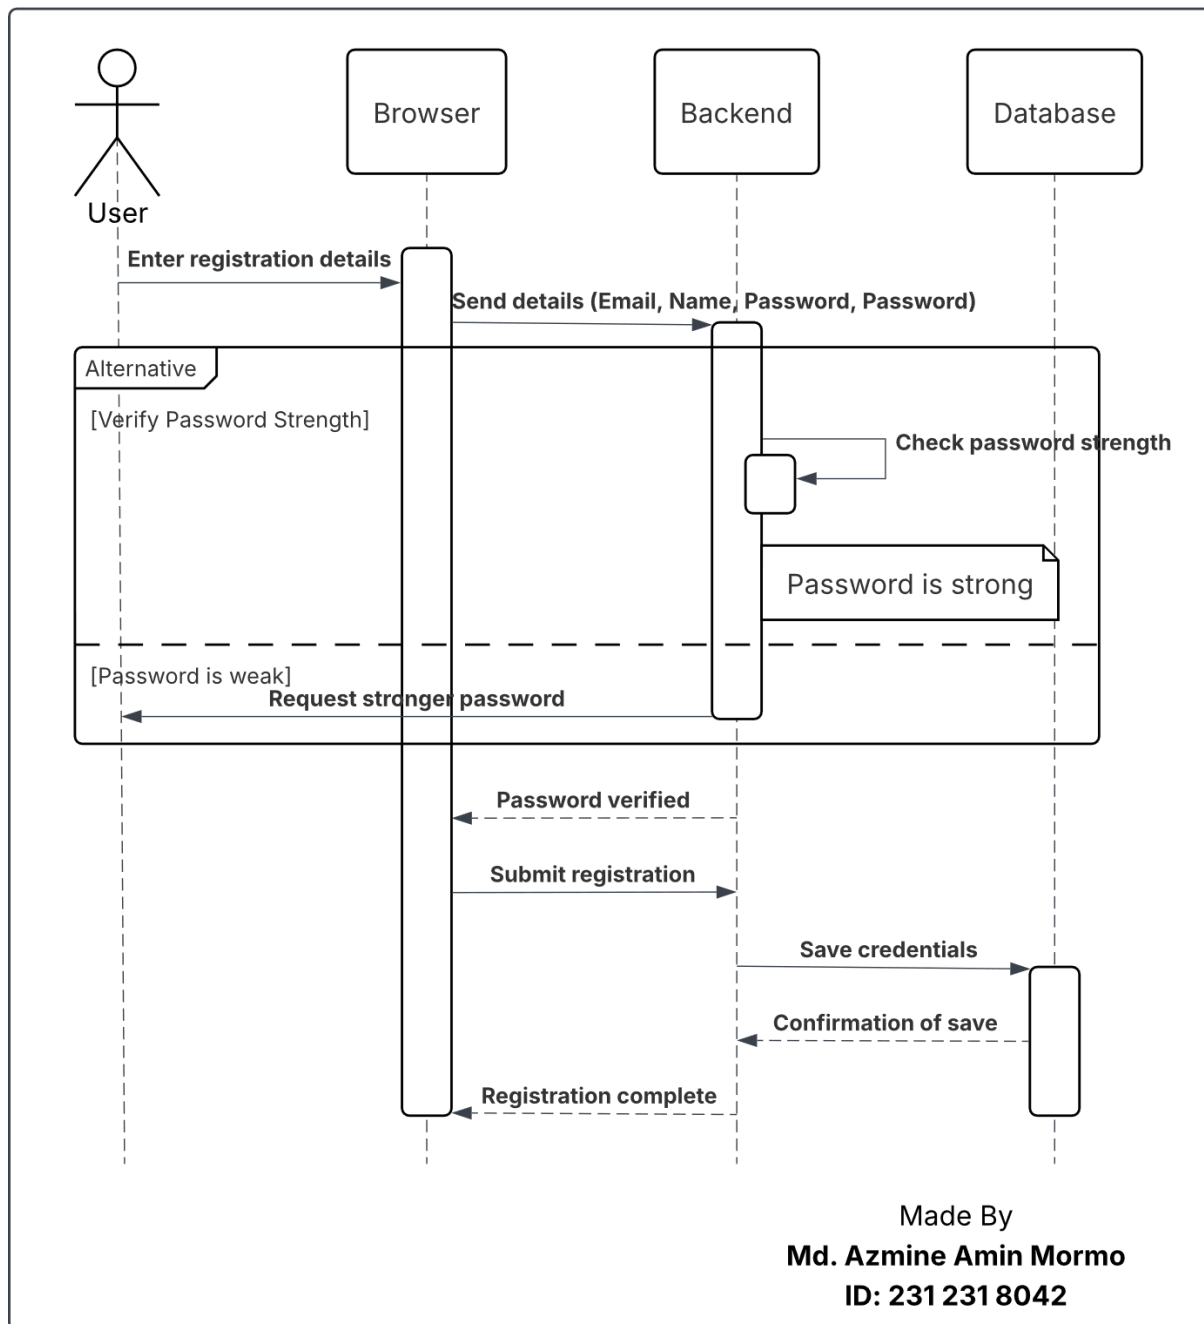 Browser
Backend
Database
User
Enter registration details
Send details (Email, Name, Password, Password)
Alternative
[Verify Password Strength]
Check password strength
Password is strong
[Password is weak]
Request stronger password
Password verified
Submit registration
Save credentials
Confirmation of save
Registration complete
Made By
Md. Azmine Amin Mormo
ID: 231 231 8042